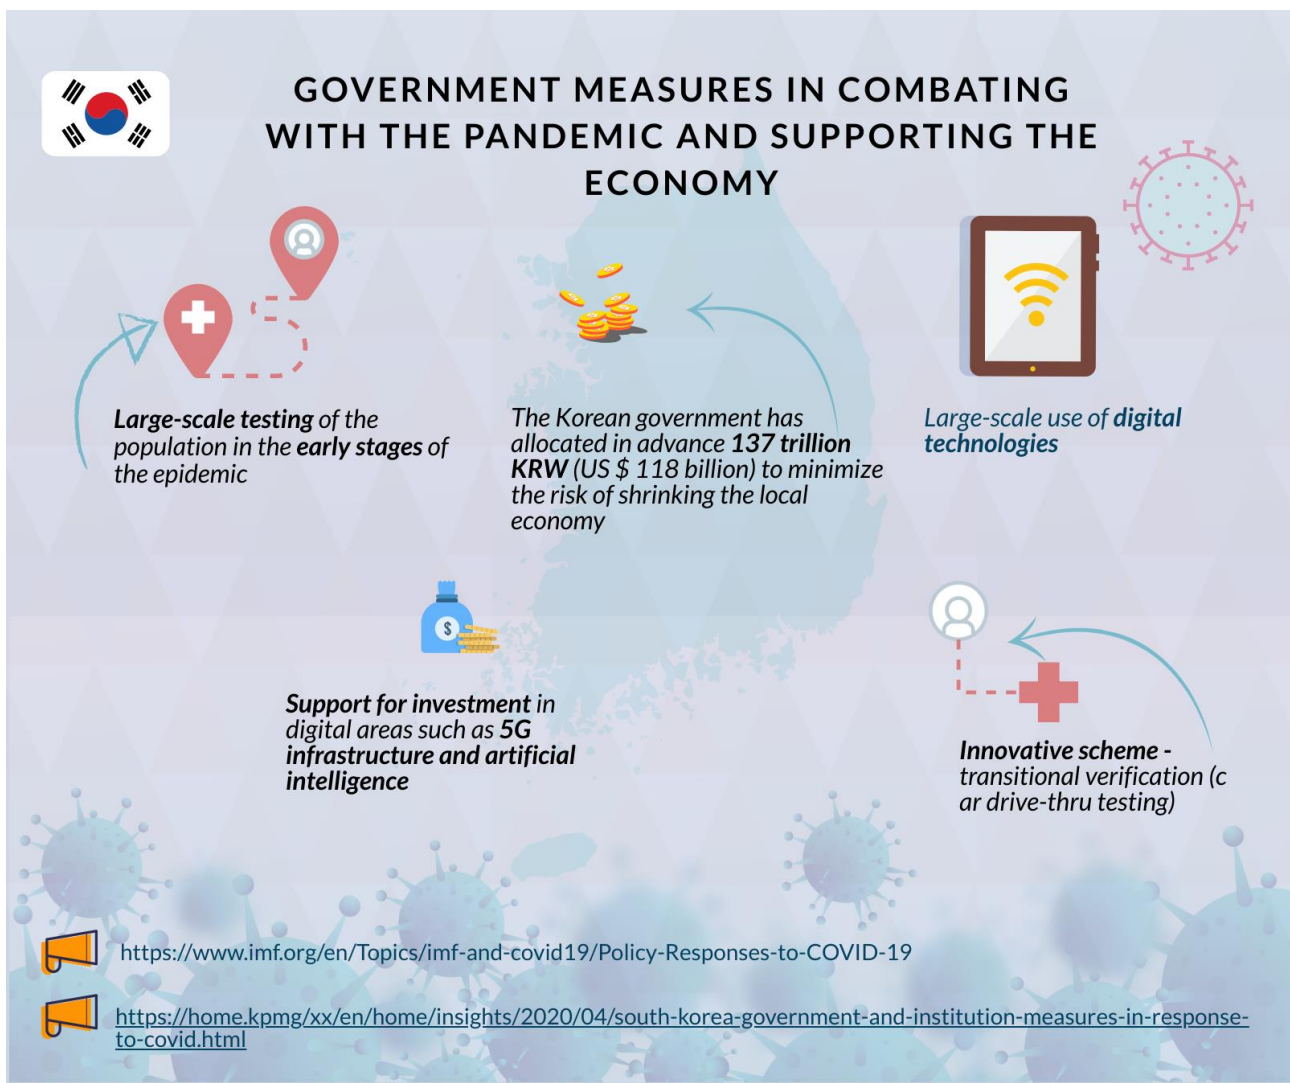 GOVERNMENT MEASURES IN COMBATING
WITH THE PANDEMIC AND SUPPORTING THE
ECONOMY
Large-scale testing of the
population in the early stages of
the epidemic
The Korean government has
allocated in advance 137 trillion
KRW (US $ 118 billion) to minimize
the risk of shrinking the local
economy
Large-scale use of digital
technologies
$
Support for investment in
digital areas such as 5G
infrastructure and artificial
intelligence
Innovative scheme -
transitional verification (c
ar drive-thru testing)
https://www.imf.org/en/Topics/imf-and-covid19/Policy-Responses-to-COVID-19
https://home.kpmg/xx/en/home/insights/2020/04/south-korea-government-and-institution-measures-in-response-
to-covid.html